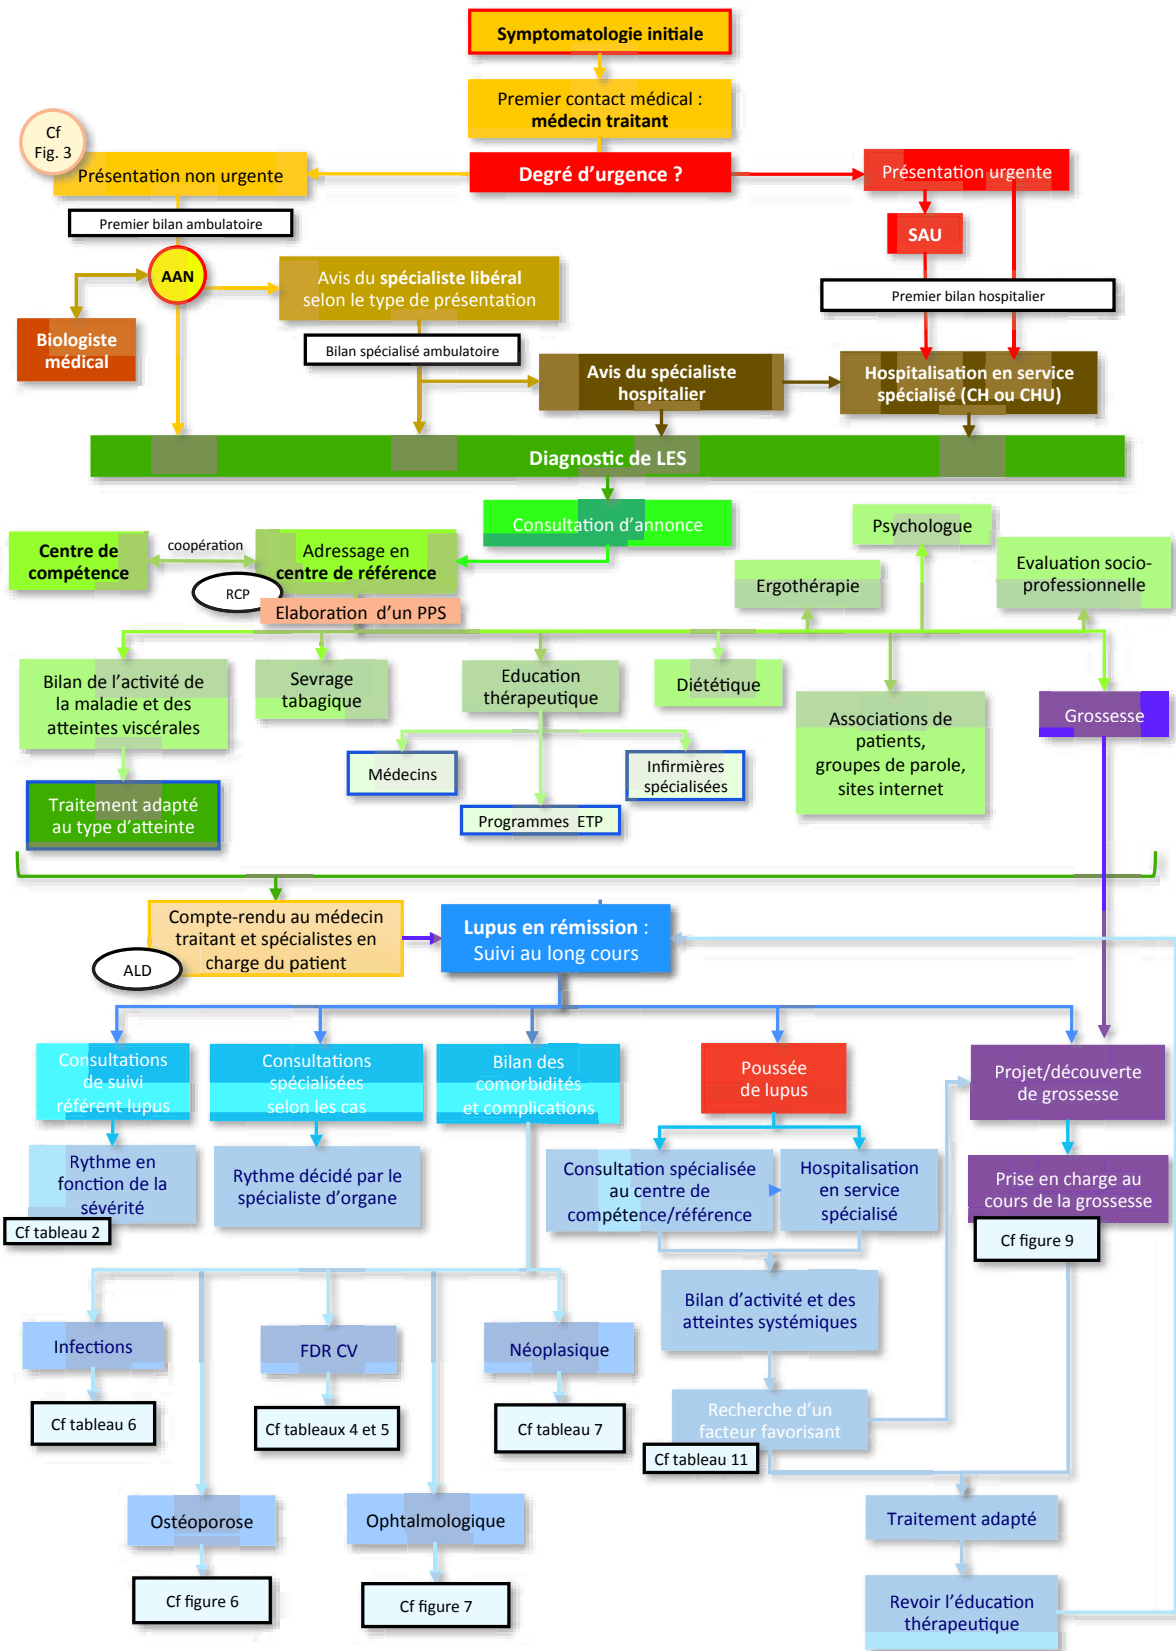 Symptomatologie initiale
Premier contact médical :
médecin traitant
Cf
Fig. 3
Présentation non urgente
Degré d'urgence ?
Présentation urgente
Premier bilan ambulatoire
SAU
AAN
Avis du spécialiste libéral
selon le type de présentation
Premier bilan hospitalier
Biologiste
médical
Bilan spécialisé ambulatoire
Avis du spécialiste
hospitalier
Hospitalisation en service
spécialisé (CH ou CHU)
Diagnostic de LES
Consultation d'annonce
Psychologue
Centre de
compétence
coopération
Adressage en
centre de référence
RCP
Elaboration d'un PPS
Ergothérapie
Evaluation socio-
professionnelle
Bilan de l'activité de
la maladie et des
atteintes viscérales
Sevrage
tabagique
Education
thérapeutique
Diététique
Associations de
patients,
groupes de parole,
sites internet
Grossesse
Médecins
Infirmières
spécialisées
Programmes ETP
Traitement adapté
au type d'atteinte
Compte-rendu au médecin
traitant et spécialistes en
charge du patient
ALD
Lupus en rémission :
Suivi au long cours
Consultations
de suivi
référent lupus
Consultations
spécialisées
selon les cas
Bilan des
comorbidités
et complications
Poussée
de lupus
Projet/découverte
de grossesse
Rythme en
fonction de la
sévérité
Cf tableau 2
Rythme décidé par le
spécialiste d'organe
Consultation spécialisée
au centre de
compétence/référence
Hospitalisation
en service
spécialisé
Prise en charge au
cours de la grossesse
Cf figure 9
Bilan d'activité et des
atteintes systémiques
Infections
FDR CV
Néoplasique
Cf tableau 6
Cf tableaux 4 et 5
Cf tableau 7
Recherche d'un
facteur favorisant
Cf tableau 11
Ostéoporose
Ophtalmologique
Traitement adapté
Cf figure 6
Cf figure 7
Revoir l'éducation
thérapeutique